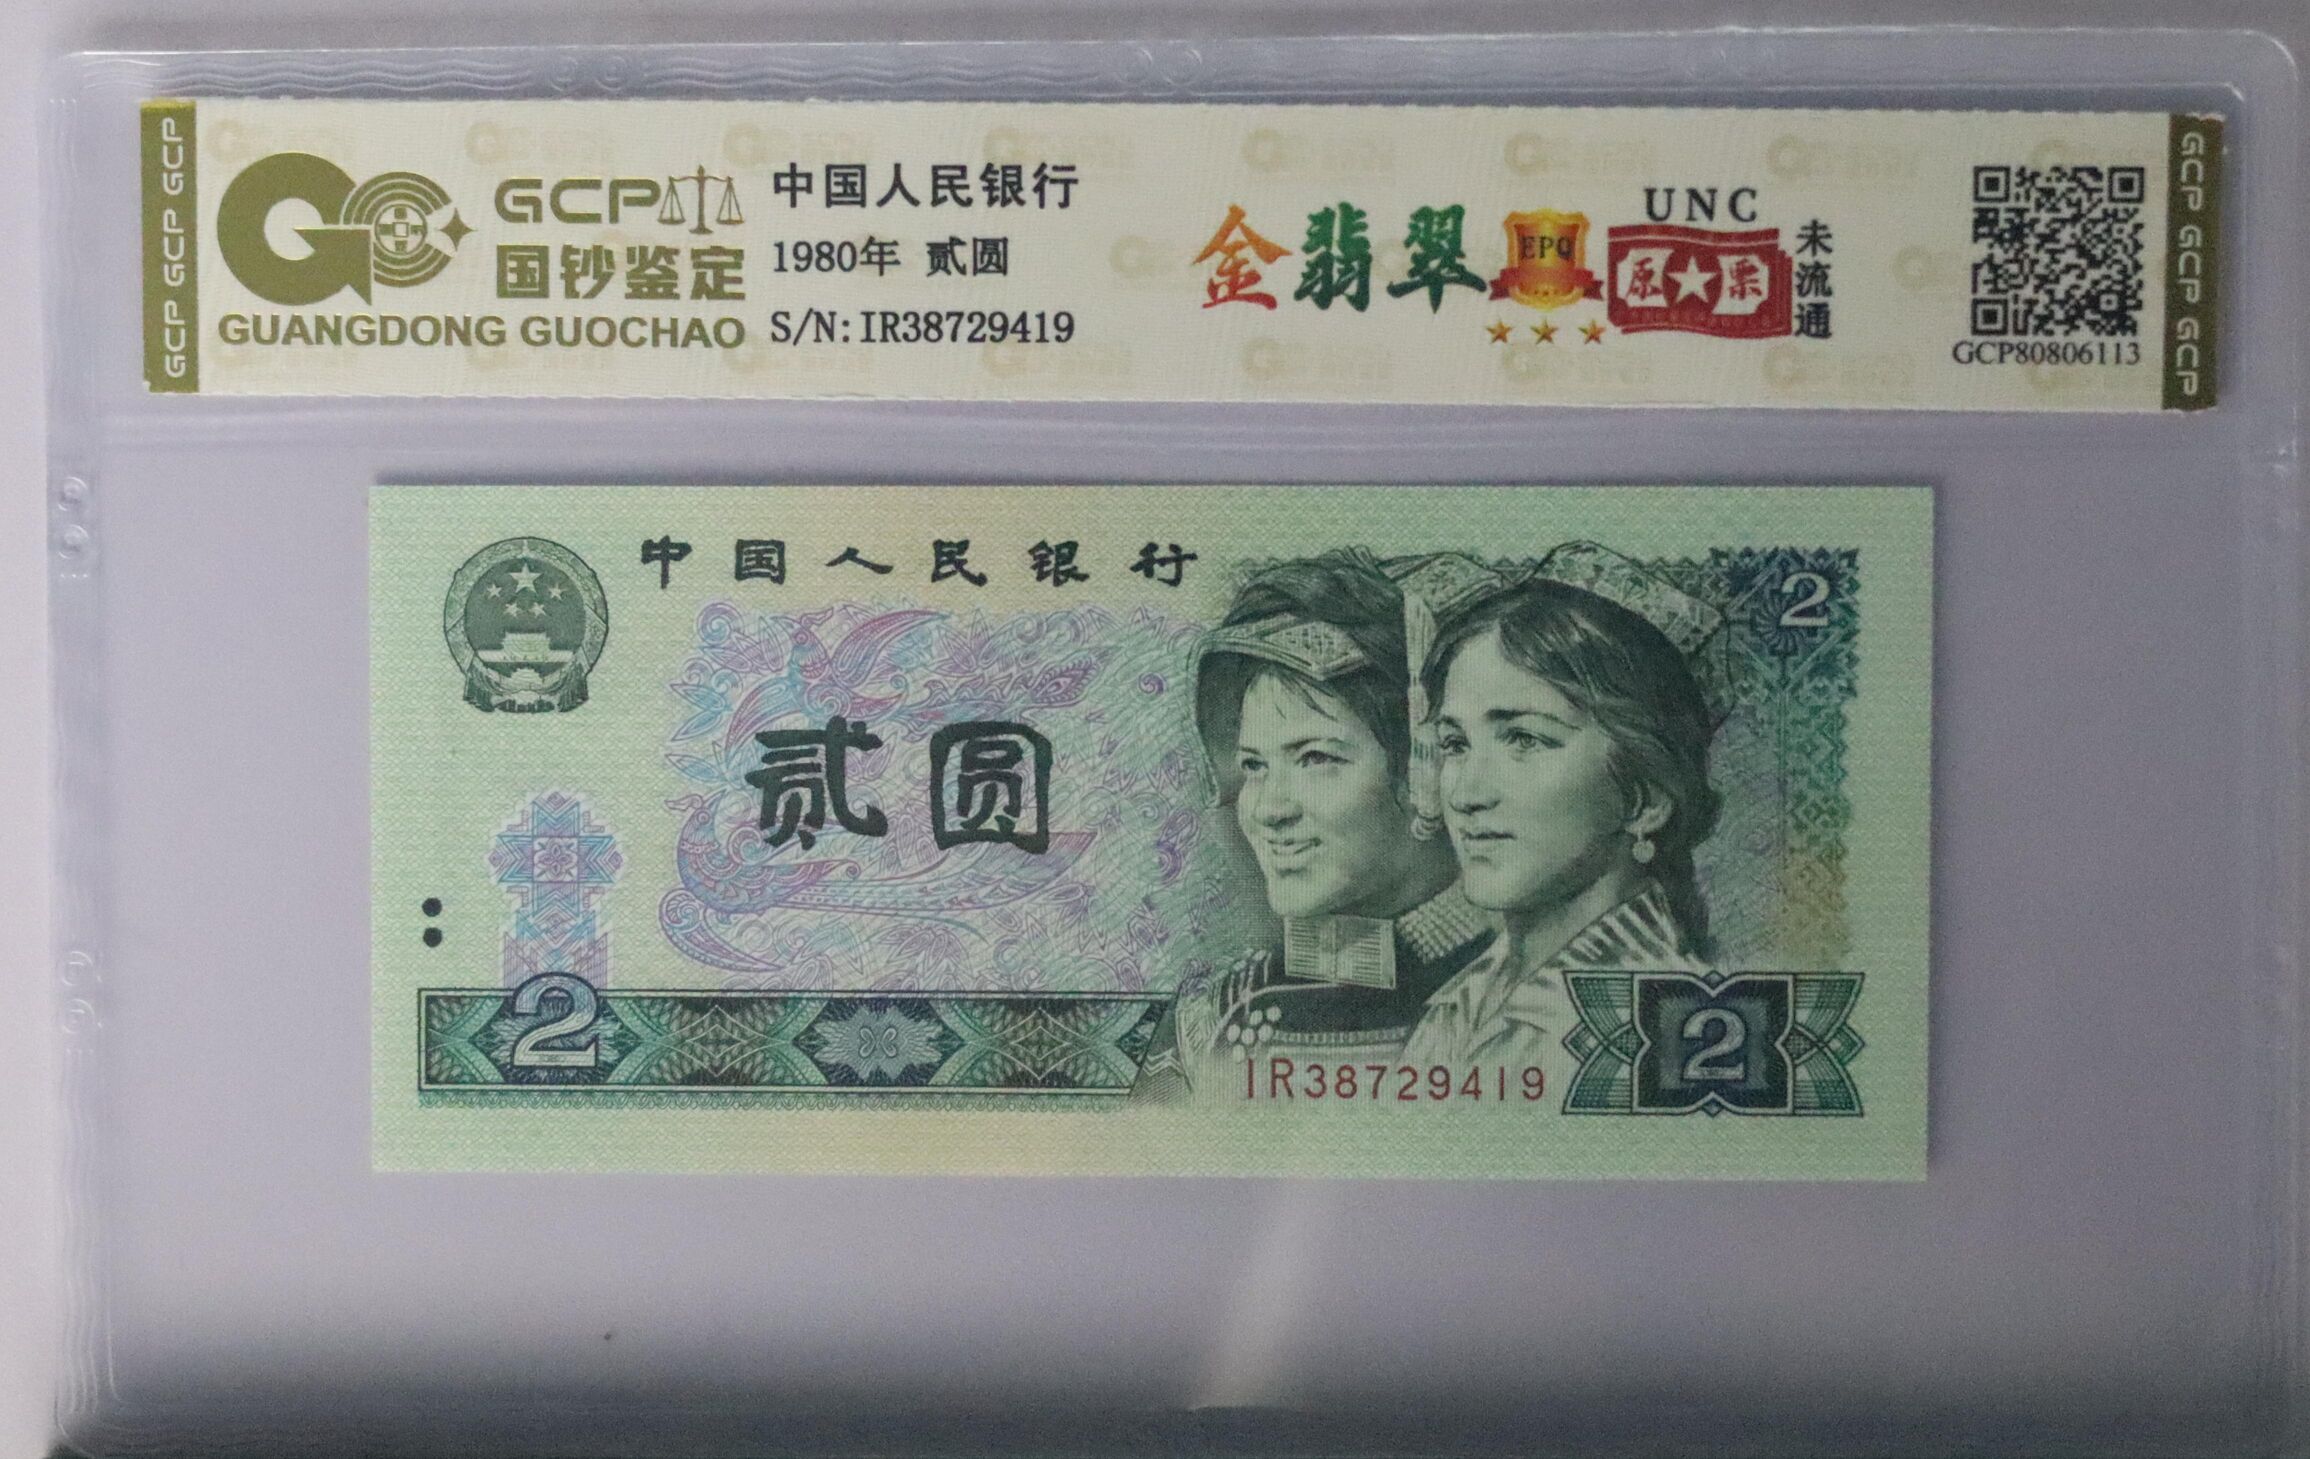 GCP GCP GCP
GCP
国钞鉴定
GUANGDONG GUOCHAO
中国人民银行
1980年 贰圆
S/N:IR38729419
金翡翠
EPQ
UNC
原★票
未流通
GCP80806113
GCP GCP GCP
中国人民银行
2
贰圆
2
IR38729419
2